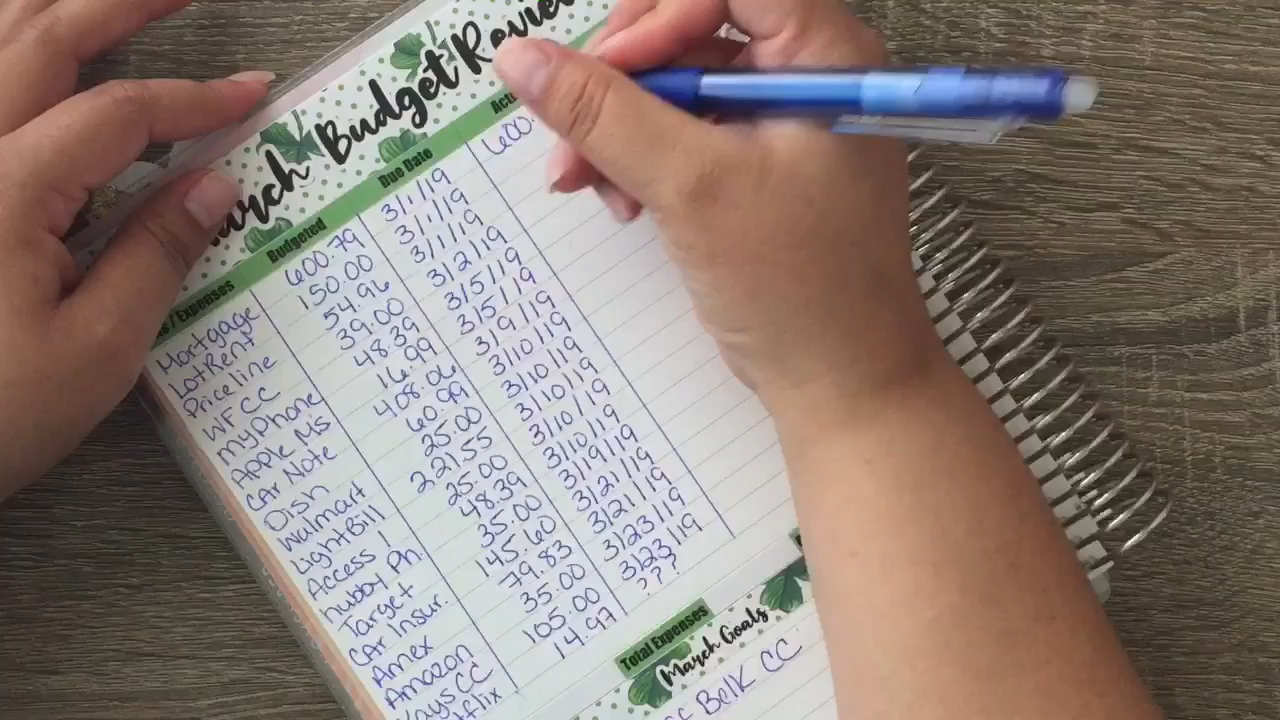 March Budget Review
s / Expenses Budgeted Due Date Act
Mortgage 600.79 3/1/19 600.
Lot Rent 150.00 3/1/19
Priceline 54.96 3/1/19
WF CC 39.00 3/2/19
myPhone 48.39 3/5/19
Apple M's 16.99 3/5/19
CAr Note 408.06 3/9/19
Dish 60.99 3/10/19
Walmart 25.00 3/10/19
LightBill 221.55 3/10/19
Access 1 25.00 3/10/19
hubby Ph. 48.39 3/19/19
Target 35.00 3/21/19
CAr Insur. 145.60 3/21/19
Amex 79.83 3/23/19
Amazon 35.00 3/23/19
Kays CC 105.00 ???
tflix 14.97
Total Expenses
March Goals
CC Belk CC